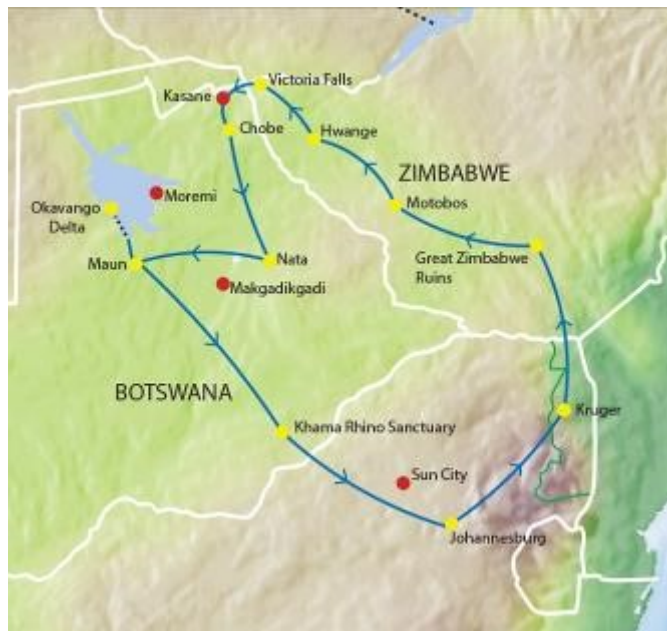 Victoria Falls
Kasane
Chobe
Hwange
ZIMBABWE
Moremi
Motobos
Okavango
Delta
Great Zimbabwe
Ruins
Maun
Nata
Makgadikgadi
BOTSWANA
Kruger
Khama Rhino Sanctuary
Sun City
Johannesburg